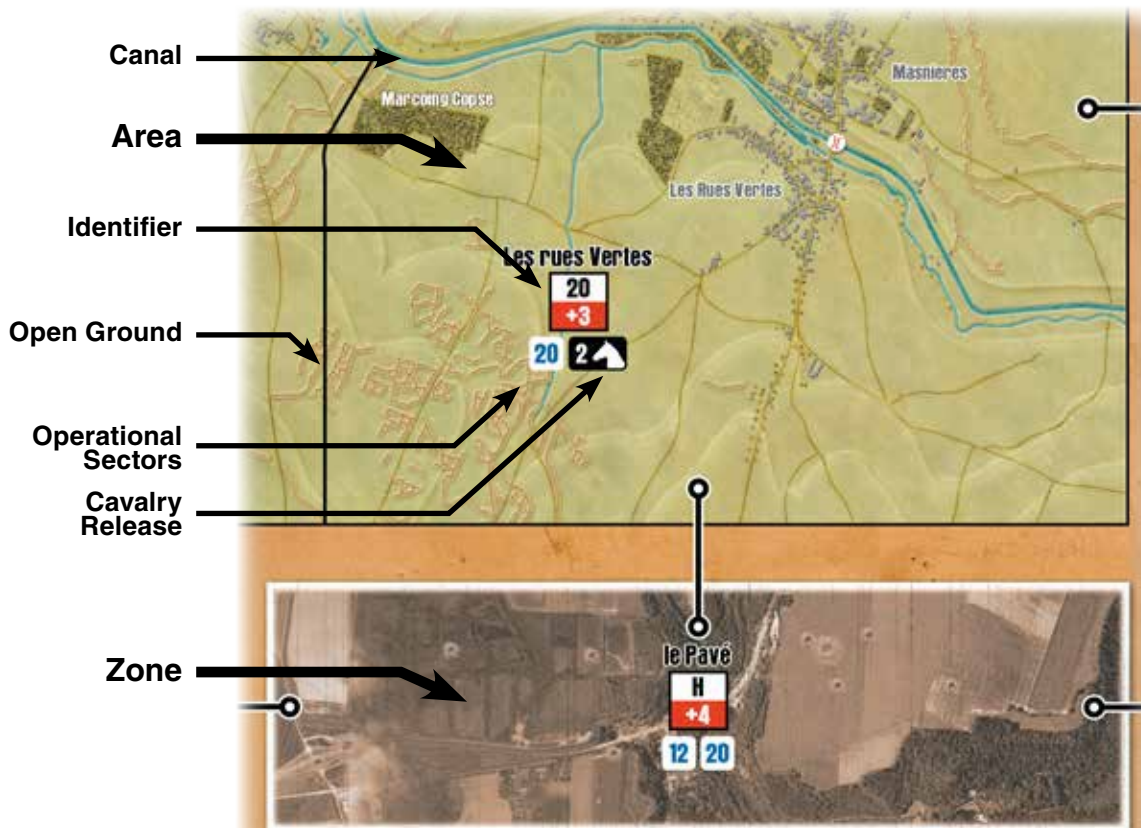 Canal
Marcoing Copse
Masnieres
Area
Les Rues Vertes
Identifier
Les rues Vertes
20
+3
Open Ground
20 2
Operational
Sectors
Cavalry
Release
Zone
le Pavé
H
+4
12 20